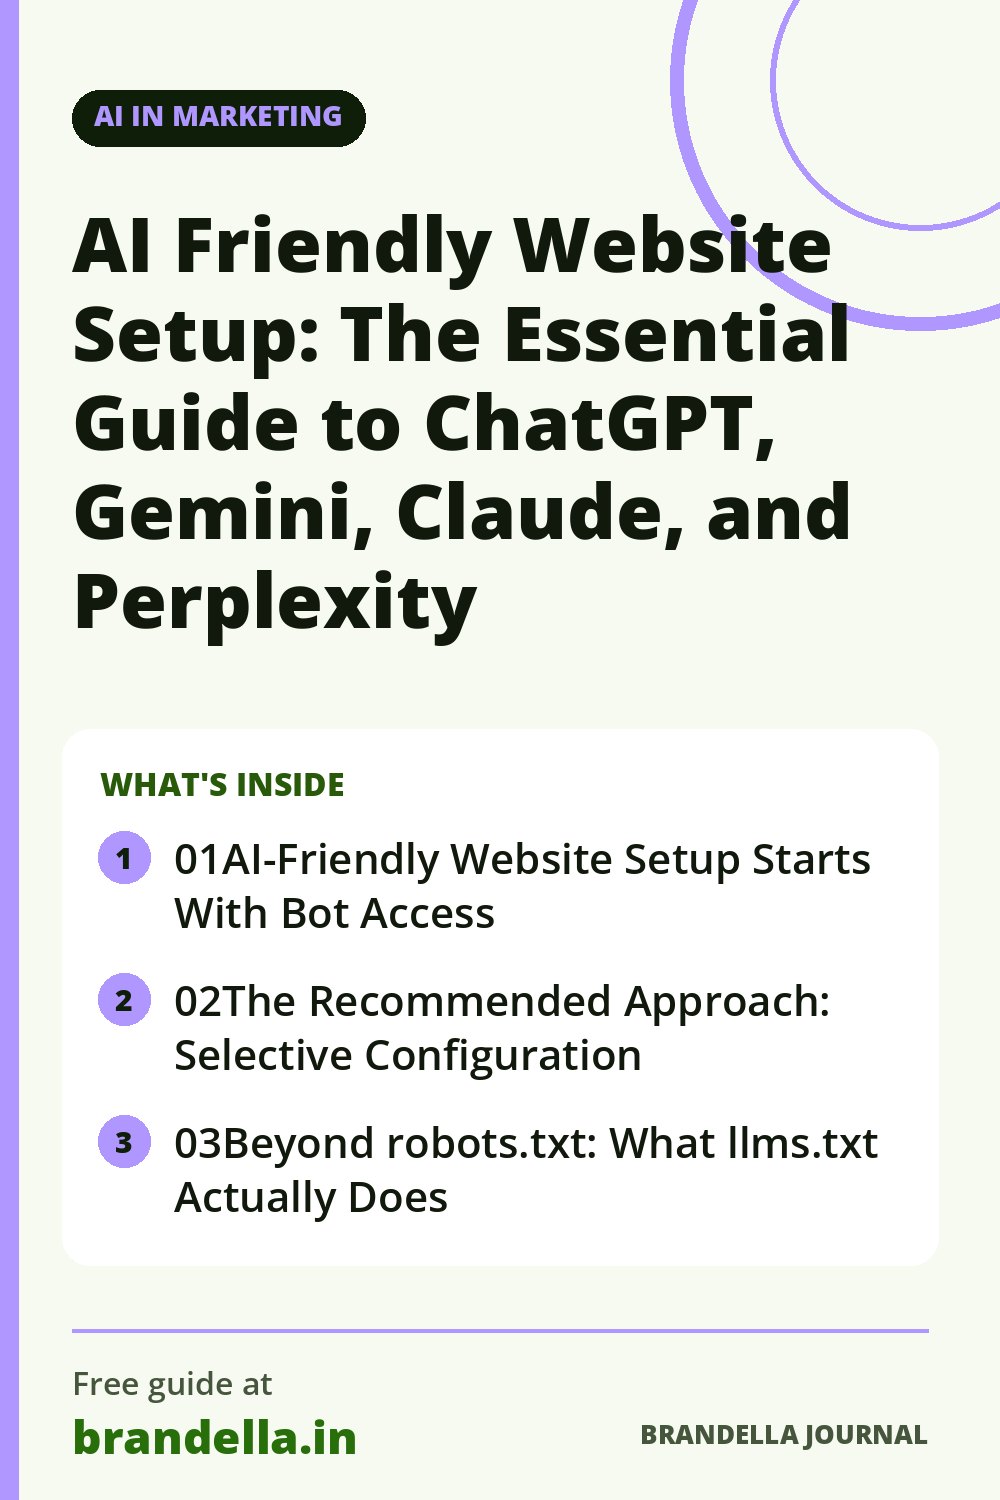 AI IN MARKETING
AI Friendly Website
Setup: The Essential
Guide to ChatGPT,
Gemini, Claude, and
Perplexity
WHAT'S INSIDE
1 01AI-Friendly Website Setup Starts
With Bot Access
2 02The Recommended Approach:
Selective Configuration
3 03Beyond robots.txt: What llms.txt
Actually Does
Free guide at
brandella.in
BRANDELLA JOURNAL